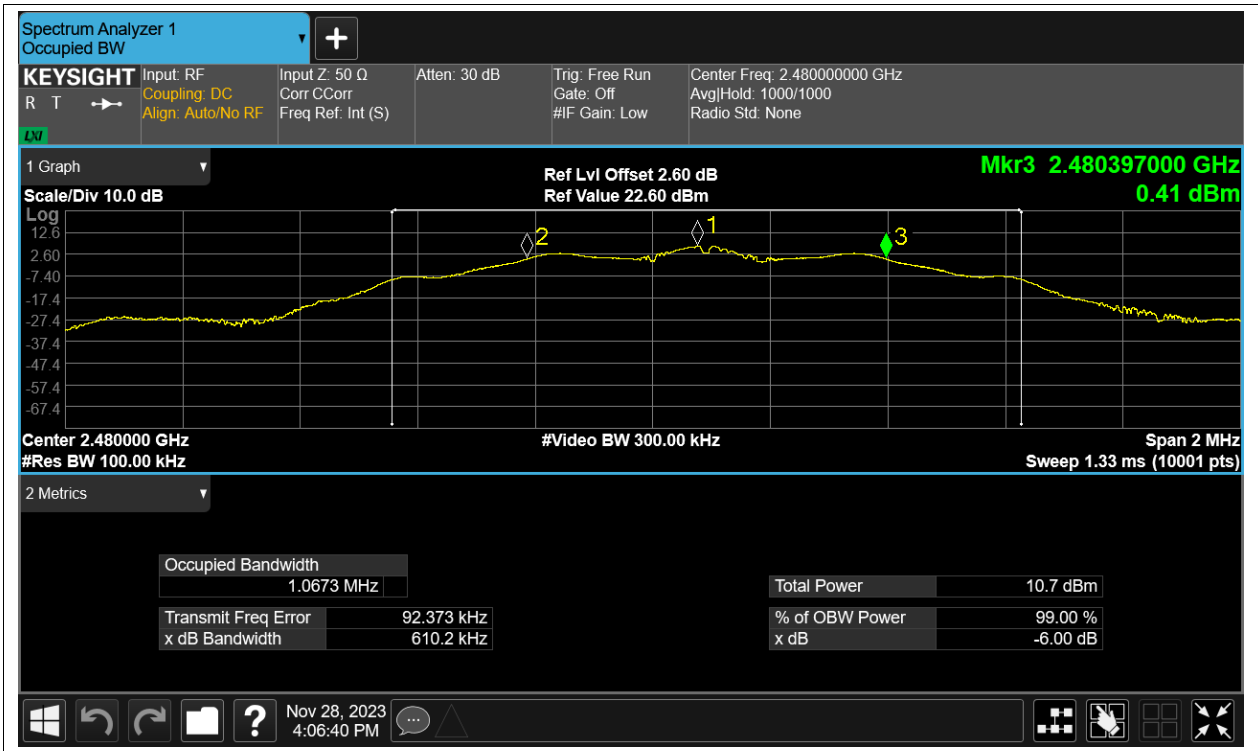 Spectrum Analyzer 1
Occupied BW
KEYSIGHT
R T
LXI
Input: RF
Coupling: DC
Align: Auto/No RF
Input Z: 50 Ω
Corr CCorr
Freq Ref: Int (S)
Atten: 30 dB
Trig: Free Run
Gate: Off
#IF Gain: Low
Center Freq: 2.480000000 GHz
Avg|Hold: 1000/1000
Radio Std: None
1 Graph
Scale/Div 10.0 dB
Ref Lvl Offset 2.60 dB
Ref Value 22.60 dBm
Mkr3 2.480397000 GHz
0.41 dBm
Log
12.6
2.60
-7.40
-17.4
-27.4
-37.4
-47.4
-57.4
-67.4
2
1
3
Center 2.480000 GHz
#Res BW 100.00 kHz
#Video BW 300.00 kHz
Span 2 MHz
Sweep 1.33 ms (10001 pts)
2 Metrics
Occupied Bandwidth
1.0673 MHz
Transmit Freq Error 92.373 kHz
x dB Bandwidth 610.2 kHz
Total Power 10.7 dBm
% of OBW Power 99.00 %
x dB -6.00 dB
Nov 28, 2023
4:06:40 PM